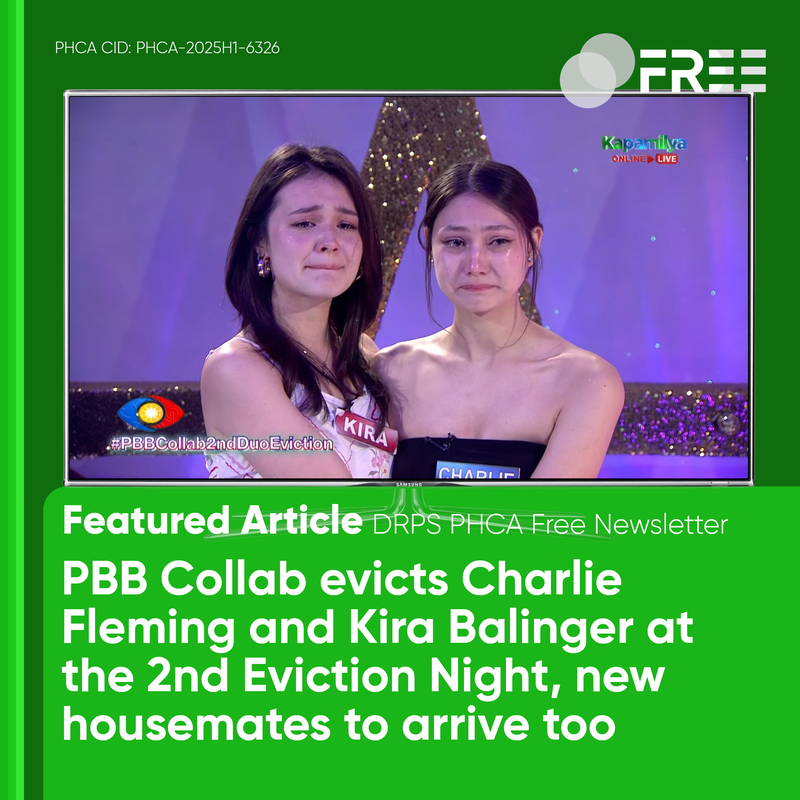 PHCA CID: PHCA-2025H1-6326
FREE
Kapamilya
ONLINE LIVE
#PBBCollab2ndDuoEviction
KIRA
CHARLIE
SAMSUNG
Featured Article DRPS PHCA Free Newsletter
PBB Collab evicts Charlie
Fleming and Kira Balinger at
the 2nd Eviction Night, new
housemates to arrive too